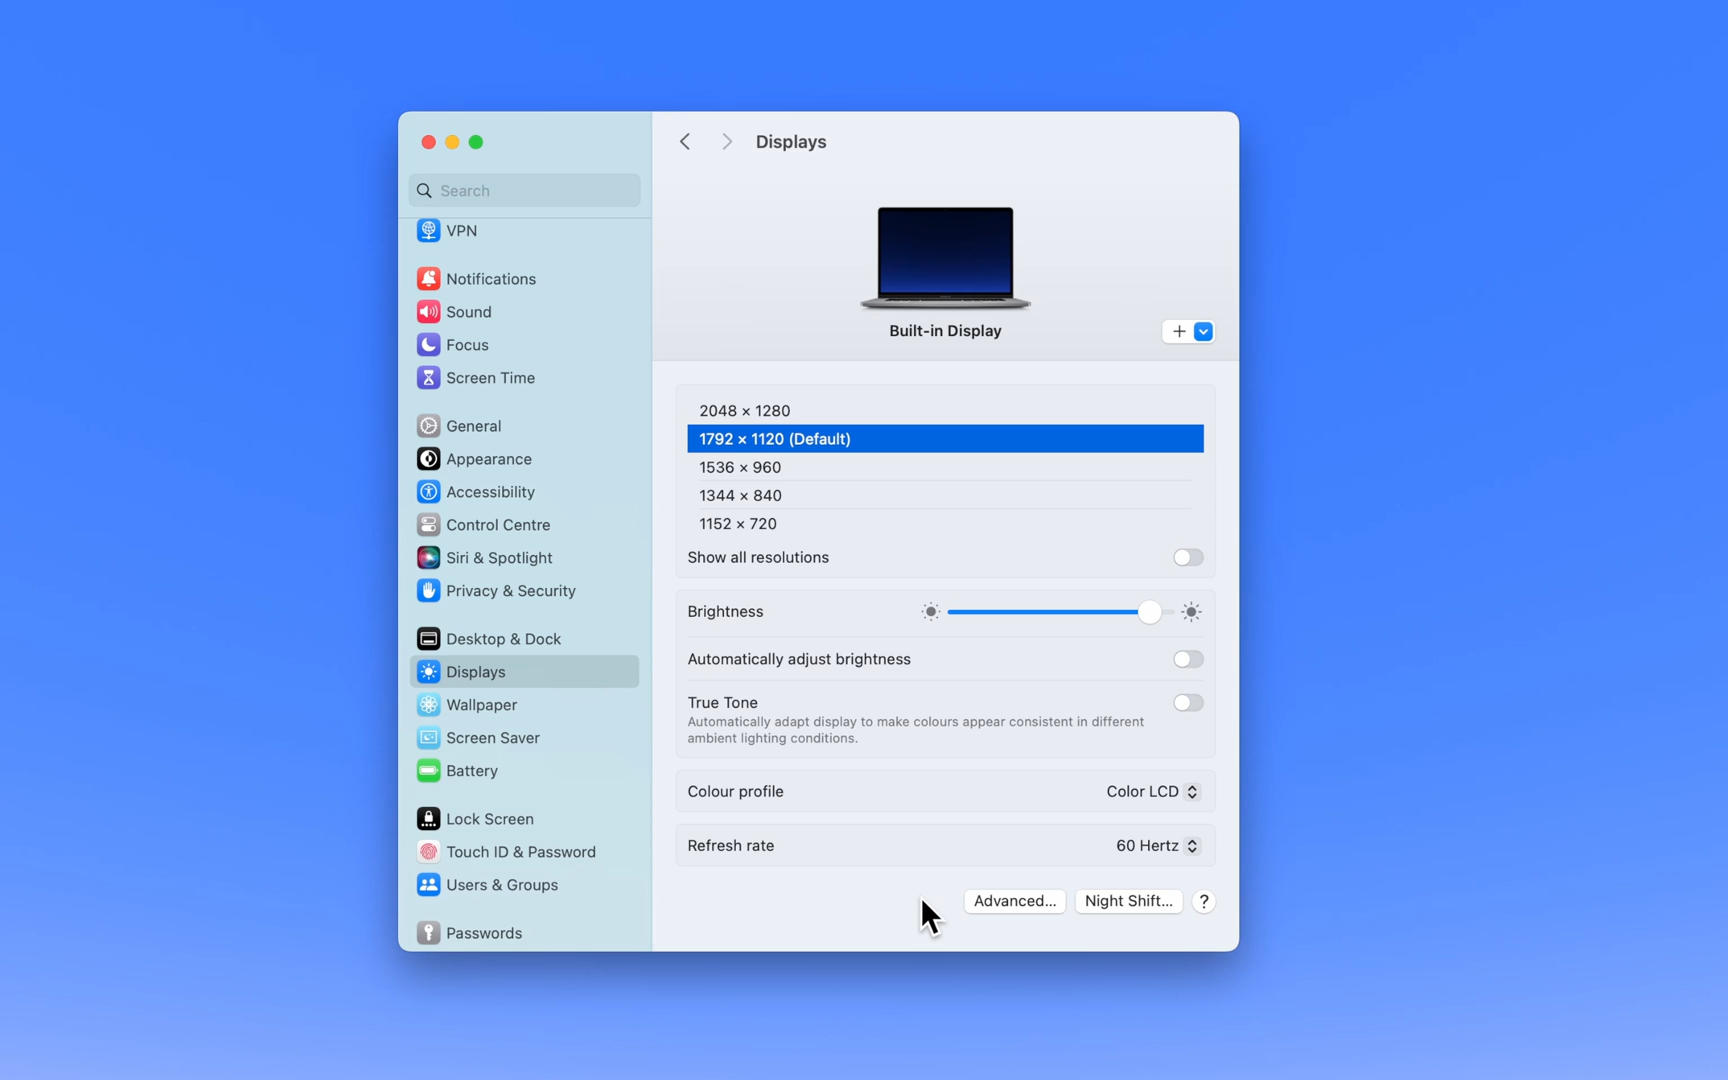 Displays
Search
VPN
Notifications
Sound
Focus
Screen Time
General
Appearance
Accessibility
Control Centre
Siri & Spotlight
Privacy & Security
Desktop & Dock
Displays
Wallpaper
Screen Saver
Battery
Lock Screen
Touch ID & Password
Users & Groups
Passwords
Built-in Display
2048 × 1280
1792 × 1120 (Default)
1536 × 960
1344 × 840
1152 × 720
Show all resolutions
Brightness
Automatically adjust brightness
True Tone
Automatically adapt display to make colours appear consistent in different
ambient lighting conditions.
Colour profile Color LCD
Refresh rate 60 Hertz
Advanced... Night Shift... ?